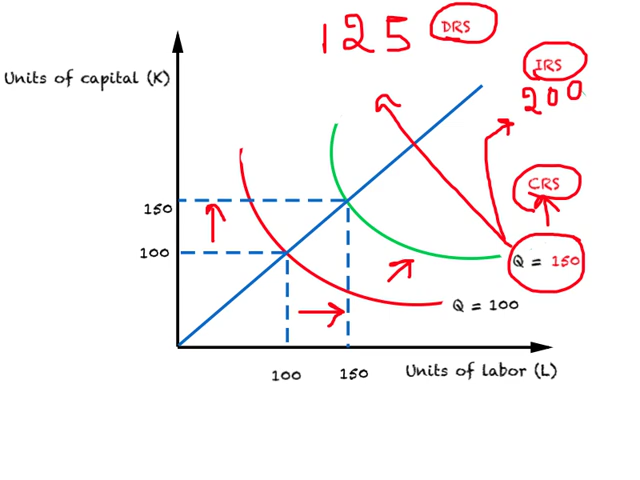 125 DRS
IRS
200
Units of capital (K)
CRS
150
100
Q = 150
Q = 100
100 150 Units of labor (L)